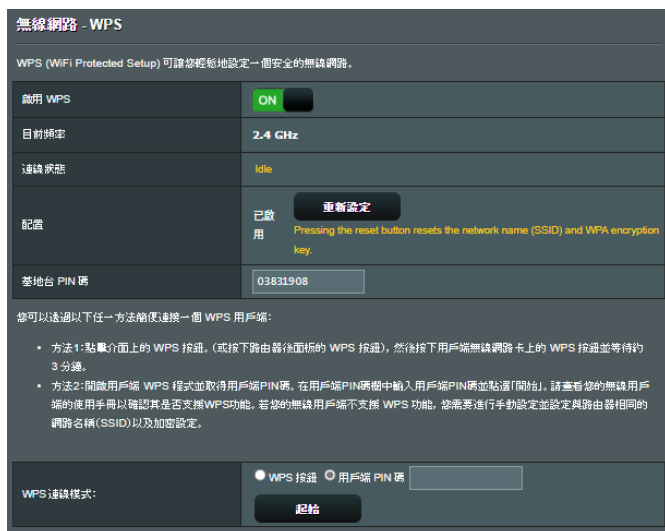 無線網路 - WPS
WPS (WiFi Protected Setup) 可讓您輕鬆地設定一個安全的無線網路。
啟用 WPS
ON
目前頻率
2.4 GHz
連線狀態
Idle
配置
已啟
用
重新設定
Pressing the reset button resets the network name (SSID) and WPA encryption
key.
基地台 PIN 碼
03831908
您可以透過以下任一方法簡便連接一個 WPS 用戶端:
• 方法1:點擊介面上的 WPS 按鈕。(或按下路由器後面板的 WPS 按鈕), 然後按下用戶端無線網路卡上的 WPS 按鈕並等待約
3 分鐘。
• 方法2:開啟用戶端 WPS 程式並取得用戶端PIN碼。在用戶端PIN碼欄中輸入用戶端PIN碼並點選「開始」。請查看您的無線用戶
端的使用手冊以確認其是否支援WPS功能。若您的無線用戶端不支援 WPS 功能, 您需要進行手動設定並設定與路由器相同的
網路名稱(SSID)以及加密設定。
WPS連線模式:
WPS 按鈕 用戶端 PIN 碼
起始